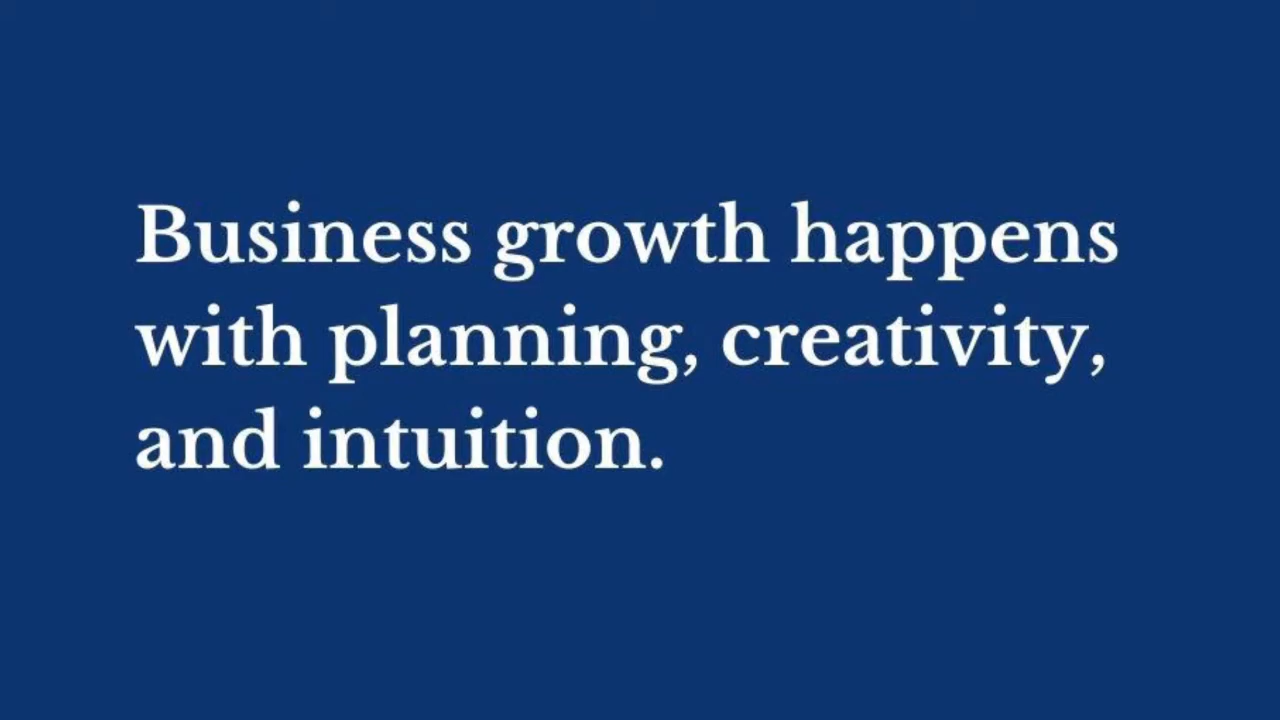 Business growth happens
with planning, creativity,
and intuition.